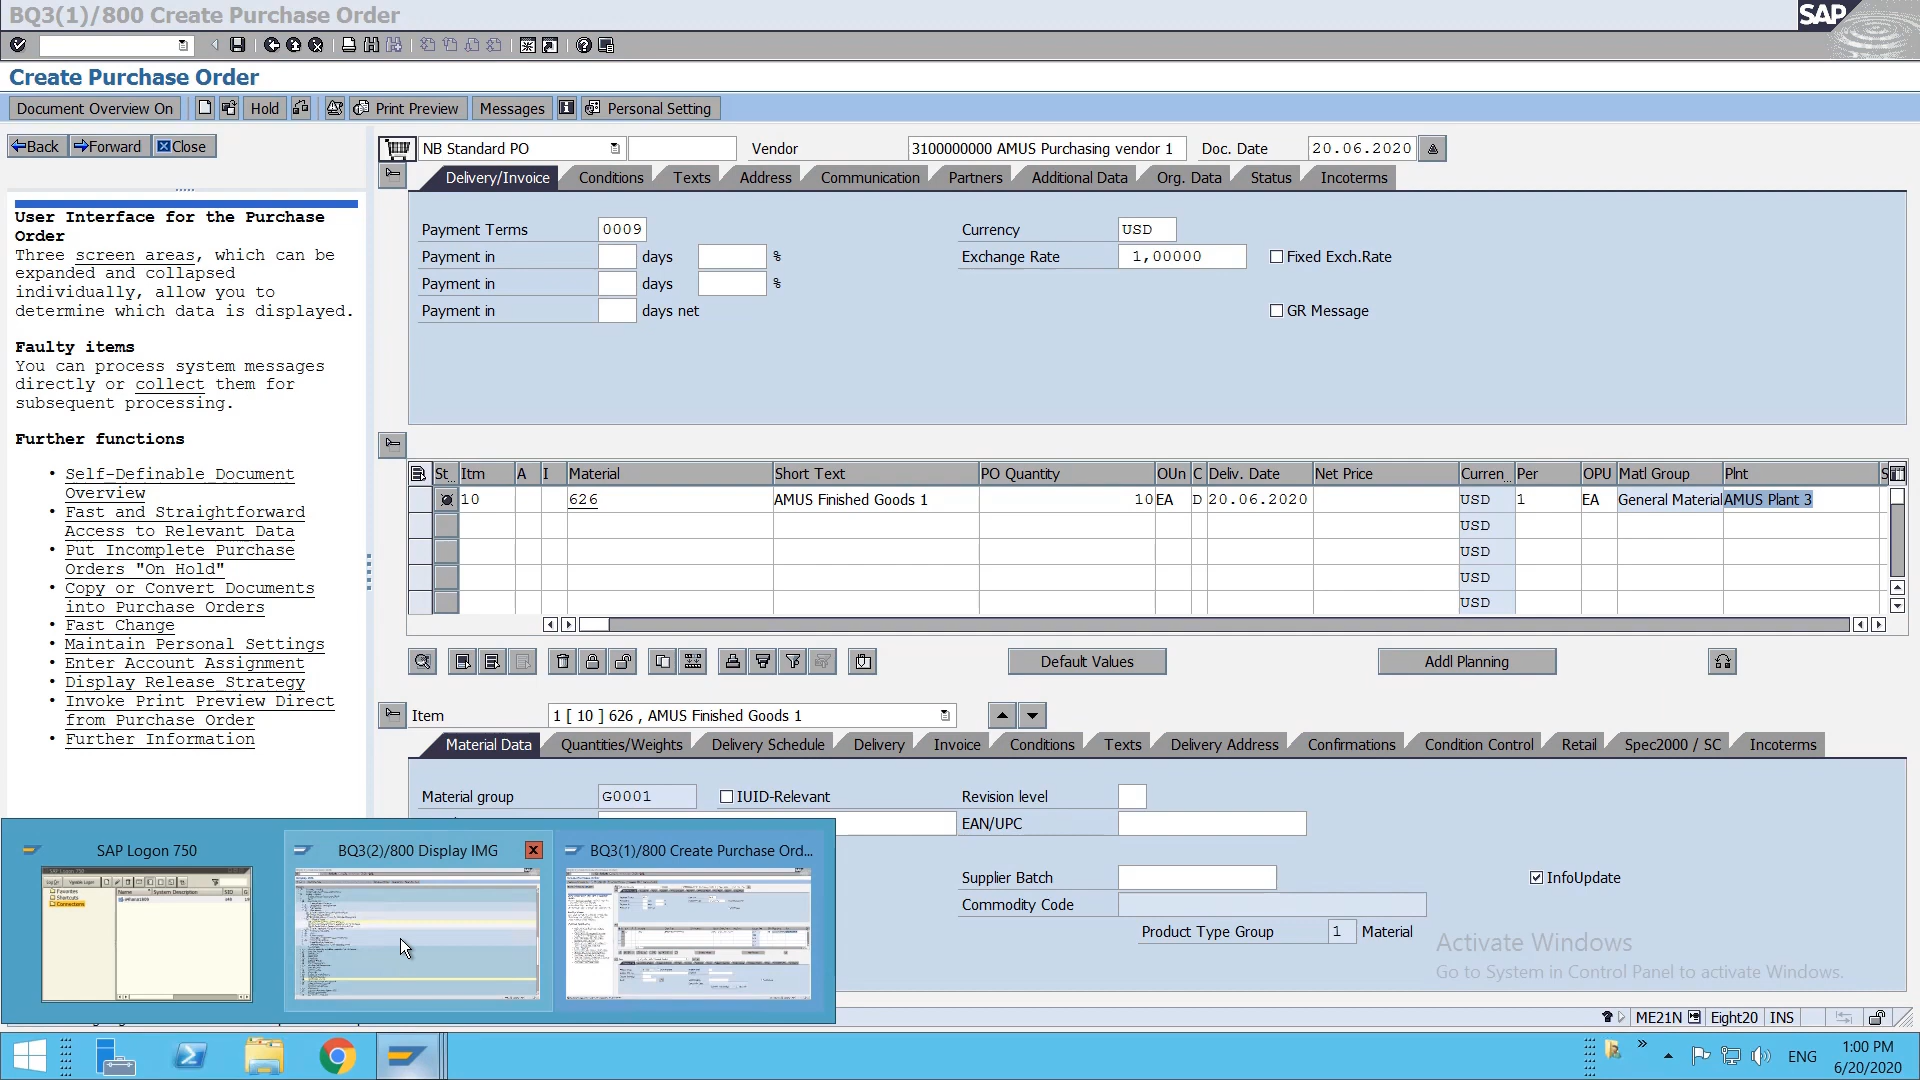 BQ3(1)/800 Create Purchase Order
SAP
Create Purchase Order
Document Overview On
Hold
Print Preview
Messages
Personal Setting
Back
Forward
Close
NB Standard PO
Vendor
3100000000 AMUS Purchasing vendor 1
Doc. Date
20.06.2020
Delivery/Invoice
Conditions
Texts
Address
Communication
Partners
Additional Data
Org. Data
Status
Incoterms
User Interface for the Purchase
Order
Three screen areas, which can be
expanded and collapsed
individually, allow you to
determine which data is displayed.
Faulty items
You can process system messages
directly or collect them for
subsequent processing.
Further functions
• Self-Definable Document
Overview
• Fast and Straightforward
Access to Relevant Data
• Put Incomplete Purchase
Orders "On Hold"
• Copy or Convert Documents
into Purchase Orders
• Fast Change
• Maintain Personal Settings
• Enter Account Assignment
• Display Release Strategy
• Invoke Print Preview Direct
from Purchase Order
• Further Information
Payment Terms 0009
Currency USD
Payment in days %
Exchange Rate 1,00000
Fixed Exch.Rate
Payment in days %
Payment in days net
GR Message
St.. Itm A I Material Short Text PO Quantity OUn C Deliv. Date Net Price Curren... Per OPU Matl Group Plnt S
10 626 AMUS Finished Goods 1 10 EA D 20.06.2020 USD 1 EA General Material AMUS Plant 3
USD
USD
USD
USD
Default Values
Addl Planning
Item
1 [ 10 ] 626 , AMUS Finished Goods 1
Material Data
Quantities/Weights
Delivery Schedule
Delivery
Invoice
Conditions
Texts
Delivery Address
Confirmations
Condition Control
Retail
Spec2000 / SC
Incoterms
Material group G0001
IUID-Relevant
Revision level
EAN/UPC
Supplier Batch
InfoUpdate
Commodity Code
Product Type Group 1 Material
SAP Logon 750
BQ3(2)/800 Display IMG
BQ3(1)/800 Create Purchase Ord...
Activate Windows
Go to System in Control Panel to activate Windows.
ME21N
Eight20
INS
ENG
1:00 PM
6/20/2020